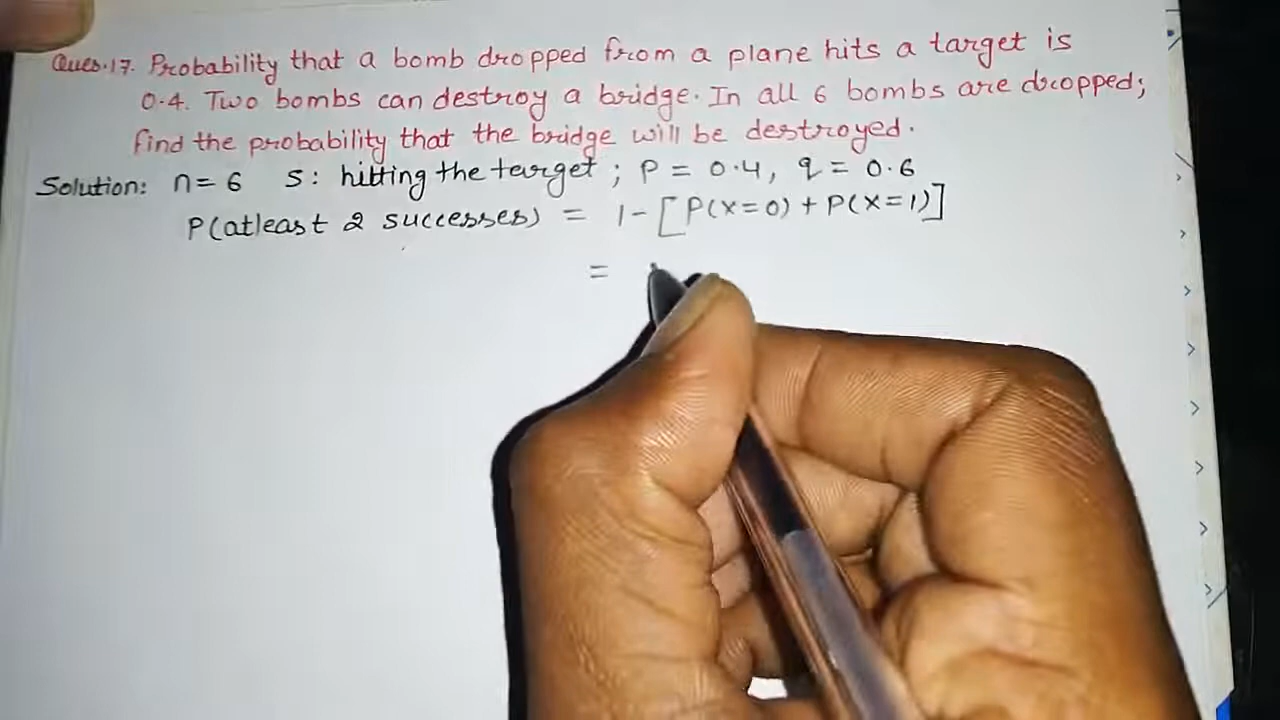 Ques.17. Probability that a bomb dropped from a plane hits a target is
0.4. Two bombs can destroy a bridge. In all 6 bombs are dropped;
find the probability that the bridge will be destroyed.
Solution: n = 6 S: hitting the target ; p = 0.4, q = 0.6
P(atleast 2 successes) = 1 - [P(X=0) + P(X=1)]
=